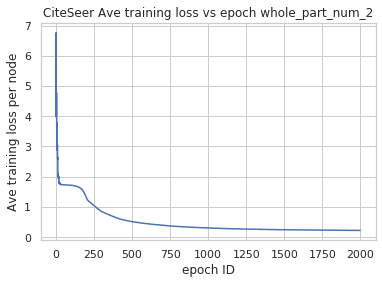 CiteSeer Ave training loss vs epoch whole_part_num_2
Ave training loss per node
7
6
5
4
3
2
1
0
0 250 500 750 1000 1250 1500 1750 2000
epoch ID